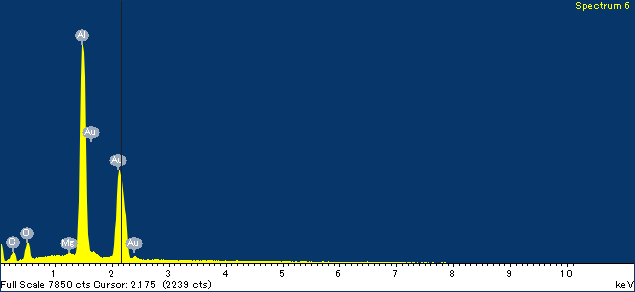 Spectrum 6
Al
Au
Au
O
C
Mg
Au
1 2 3 4 5 6 7 8 9 10
Full Scale 7850 cts Cursor: 2.175 (2239 cts) keV